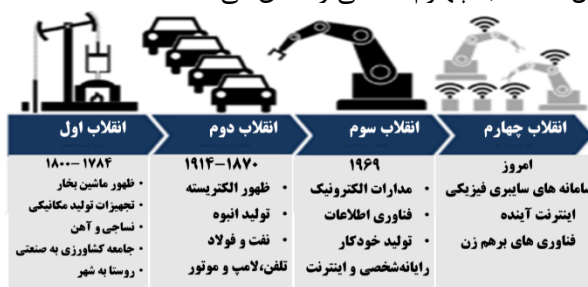 انقلاب اول
۱۷۸۴–۱۸۰۰
• ظهور ماشین بخار
• تجهیزات تولید مکانیکی
• نساجی و آهن
• جامعه کشاورزی به صنعتی
• روستا به شهر
انقلاب دوم
۱۸۷۰–۱۹۱۴
• ظهور الکتریسته
• تولید انبوه
• نفت و فولاد
تلفن،لامپ و موتور
انقلاب سوم
۱۹۶۹
• مدارات الکترونیک
• فناوری اطلاعات
• تولید خودکار
رایانه‌شخصی و اینترنت
انقلاب چهارم
امروز
سامانه های سایبری فیزیکی
اینترنت آینده
فناوری های برهم زن